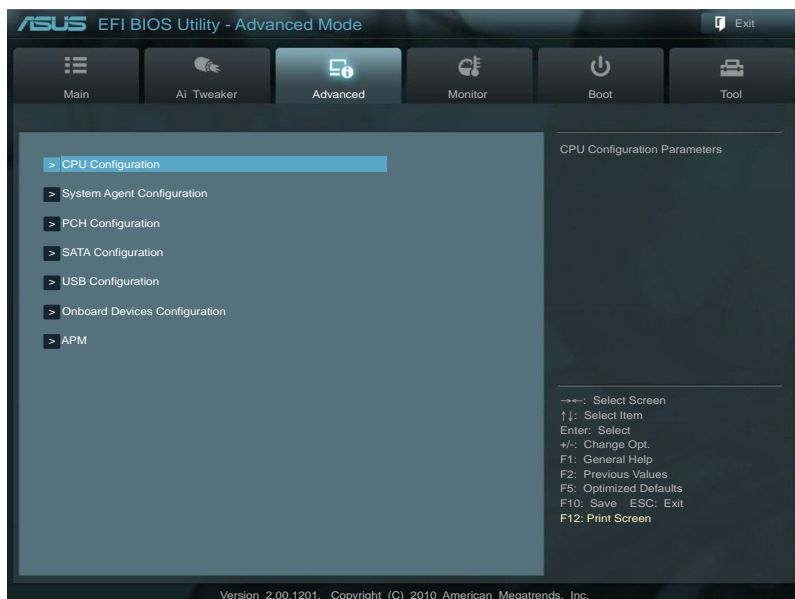 ASUS EFI BIOS Utility - Advanced Mode
Exit
Main
Ai Tweaker
Advanced
Monitor
Boot
Tool
> CPU Configuration
> System Agent Configuration
> PCH Configuration
> SATA Configuration
> USB Configuration
> Onboard Devices Configuration
> APM
CPU Configuration Parameters
→←: Select Screen
↑↓: Select Item
Enter: Select
+/-: Change Opt.
F1: General Help
F2: Previous Values
F5: Optimized Defaults
F10: Save ESC: Exit
F12: Print Screen
Version 2.00.1201. Copyright (C) 2010 American Megatrends, Inc.